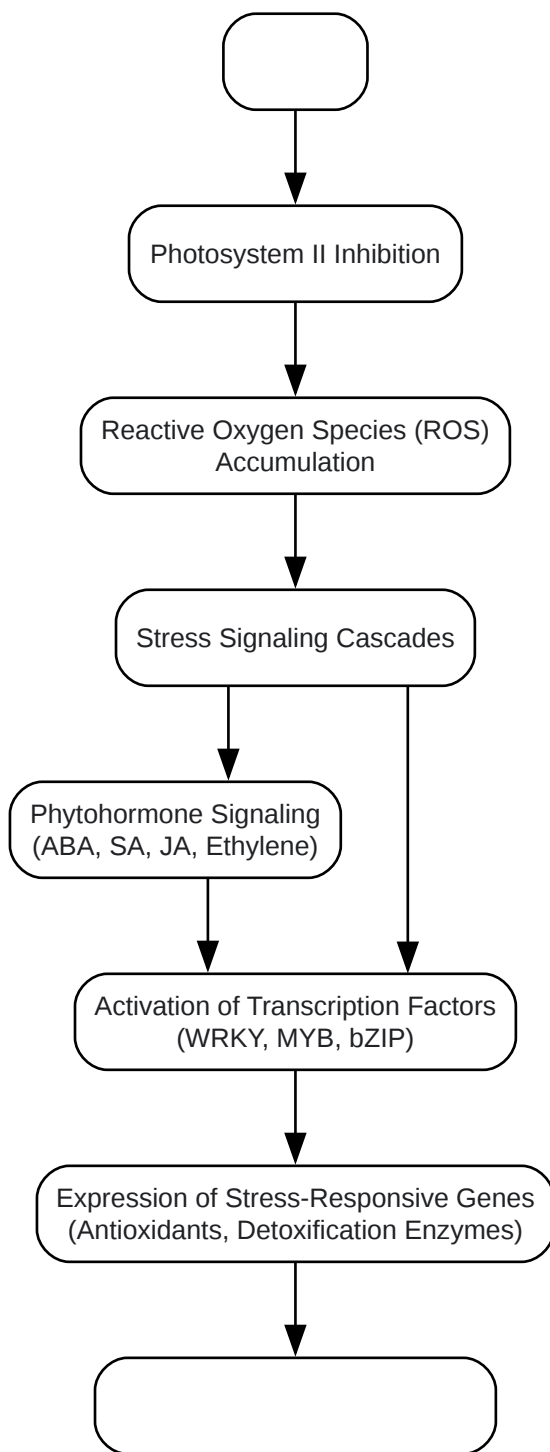 Photosystem II Inhibition
Reactive Oxygen Species (ROS)
Accumulation
Stress Signaling Cascades
Phytohormone Signaling
(ABA, SA, JA, Ethylene)
Activation of Transcription Factors
(WRKY, MYB, bZIP)
Expression of Stress-Responsive Genes
(Antioxidants, Detoxification Enzymes)